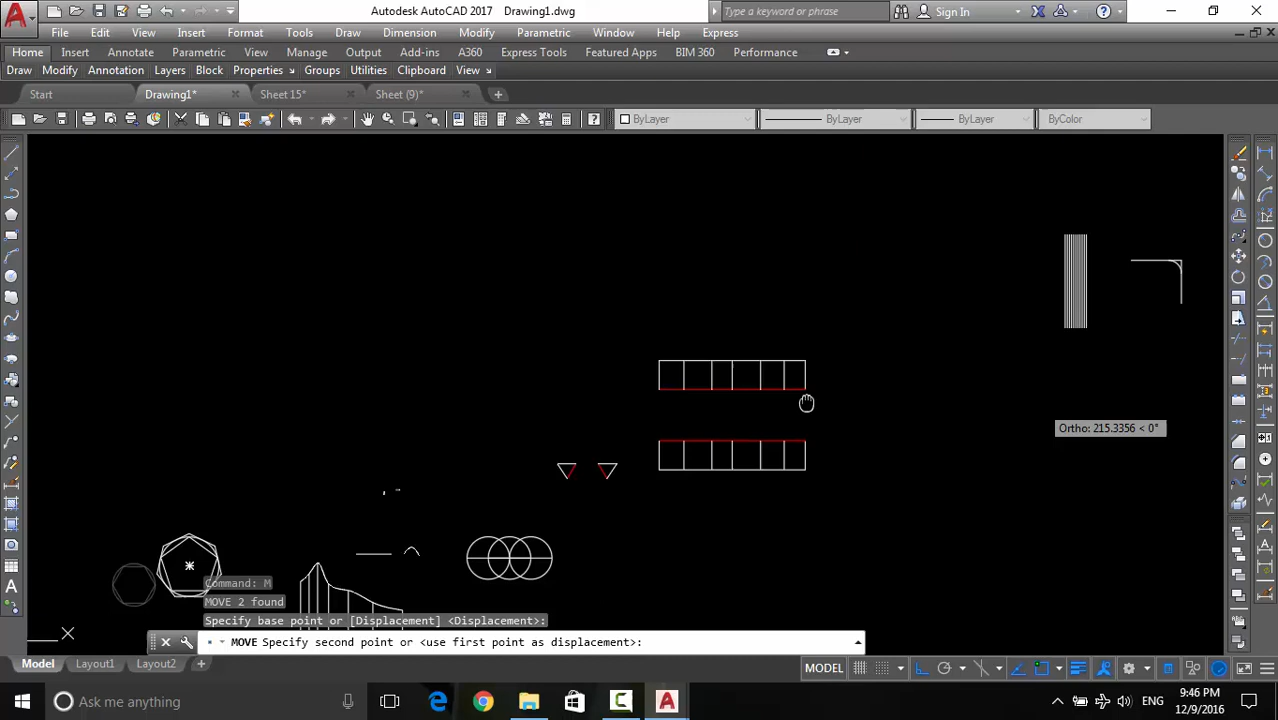 Autodesk AutoCAD 2017 Drawing1.dwg
Type a keyword or phrase
Sign In
File Edit View Insert Format Tools Draw Dimension Modify Parametric Window Help Express
Home Insert Annotate Parametric View Manage Output Add-ins A360 Express Tools Featured Apps BIM 360 Performance
Draw Modify Annotation Layers Block Properties Groups Utilities Clipboard View
Start Drawing1* Sheet 15* Sheet (9)*
ByLayer ByLayer ByLayer ByColor
Ortho: 215.3356 < 0°
Command: M
MOVE 2 found
Specify base point or [Displacement] <Displacement>:
MOVE Specify second point or <use first point as displacement>:
Model Layout1 Layout2 MODEL
Ask me anything
ENG
9:46 PM
12/9/2016